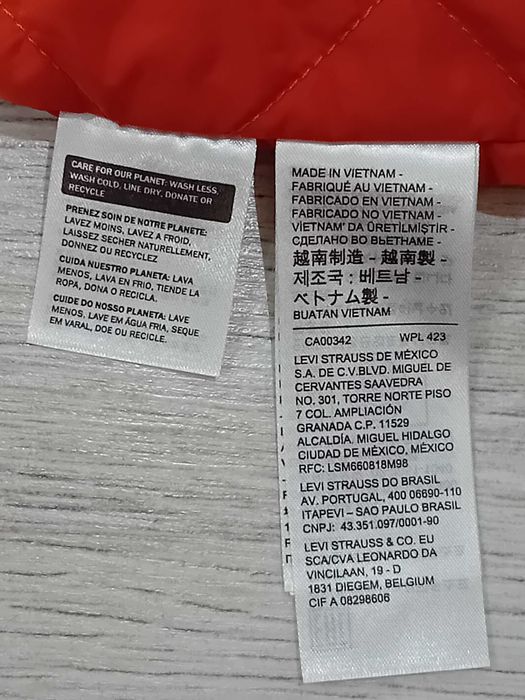 CARE FOR OUR PLANET: WASH LESS,
WASH COLD, LINE DRY, DONATE OR
RECYCLE
PRENEZ SOIN DE NOTRE PLANETE:
LAVEZ MOINS, LAVEZ A FROID,
LAISSEZ SECHER NATURELLEMENT,
DONNEZ OU RECYCLEZ
CUIDA NUESTRO PLANETA: LAVA
MENOS, LAVA EN FRIO, TIENDE LA
ROPA, DONA O RECICLA.
CUIDE DO NOSSO PLANETA: LAVE
MENOS. LAVE EM ÁGUA FRIA, SEQUE
EM VARAL, DOE OU RECICLE.
MADE IN VIETNAM -
FABRIQUÉ AU VIETNAM -
FABRICADO EN VIETNAM -
FABRICADO NO VIETNAM -
VİETNAM'DA ÜRETİLMİŞTİR -
СДЕЛАНО ВО ВЬЕТНАМЕ -
越南制造 - 越南製 -
제조국 : 베트남 -
ベトナム製 -
BUATAN VIETNAM
CA00342 WPL 423
LEVI STRAUSS DE MÉXICO
S.A. DE C.V.BLVD. MIGUEL DE
CERVANTES SAAVEDRA
NO. 301, TORRE NORTE PISO
7 COL. AMPLIACIÓN
GRANADA C.P. 11529
ALCALDÍA. MIGUEL HIDALGO
CIUDAD DE MÉXICO, MÉXICO
RFC: LSM660818M98
LEVI STRAUSS DO BRASIL
AV. PORTUGAL, 400 06690-110
ITAPEVI – SAO PAULO BRASIL
CNPJ: 43.351.097/0001-90
LEVI STRAUSS & CO. EU
SCA/CVA LEONARDO DA
VINCILAAN, 19 - D
1831 DIEGEM, BELGIUM
CIF A 08298606